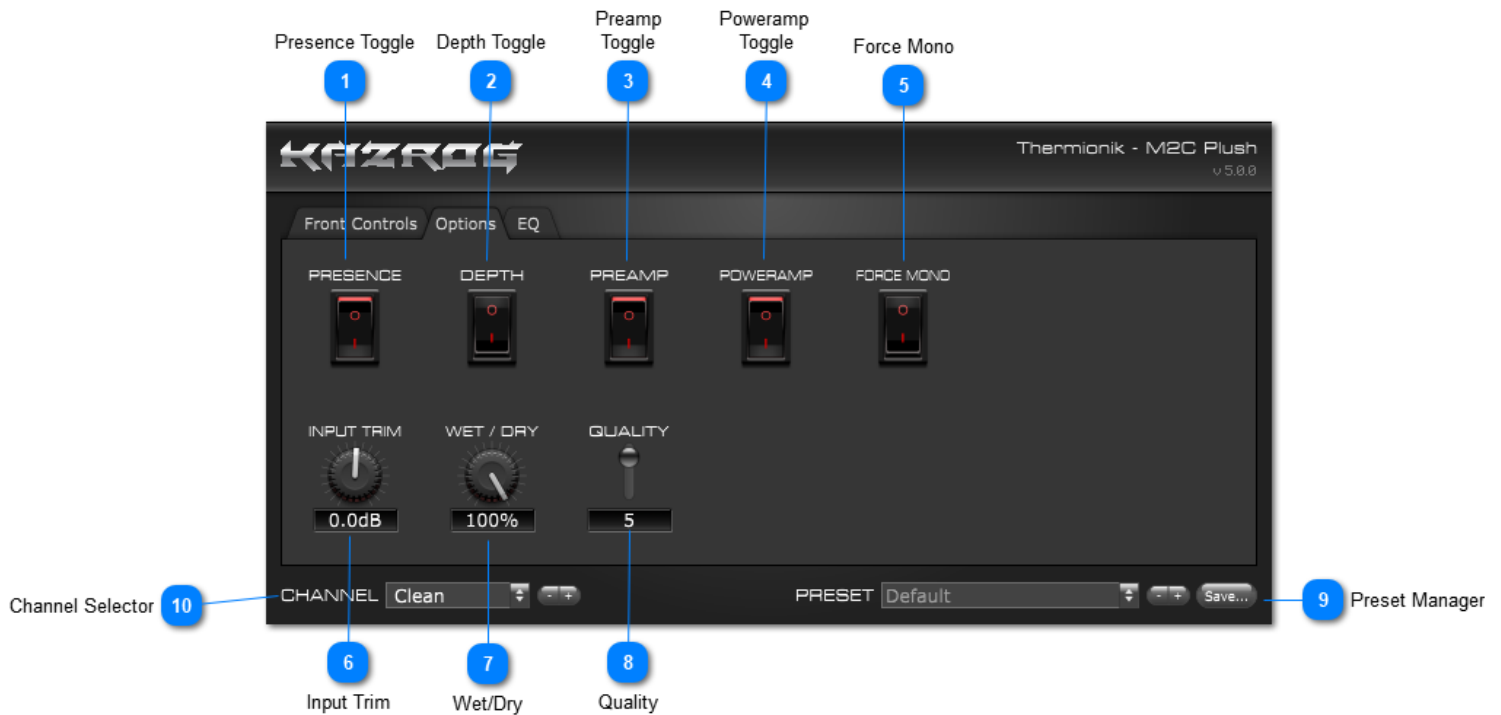 Presence Toggle
Depth Toggle
Preamp
Toggle
Poweramp
Toggle
Force Mono
1
2
3
4
5
KAZROG
Thermionik - M2C Plush
v 5.0.0
Front Controls
Options
EQ
PRESENCE
DEPTH
PREAMP
POWERAMP
FORCE MONO
INPUT TRIM
WET / DRY
QUALITY
0.0dB
100%
5
Channel Selector
10
CHANNEL
Clean
- +
PRESET
Default
- +
Save...
9
Preset Manager
6
7
8
Input Trim
Wet/Dry
Quality